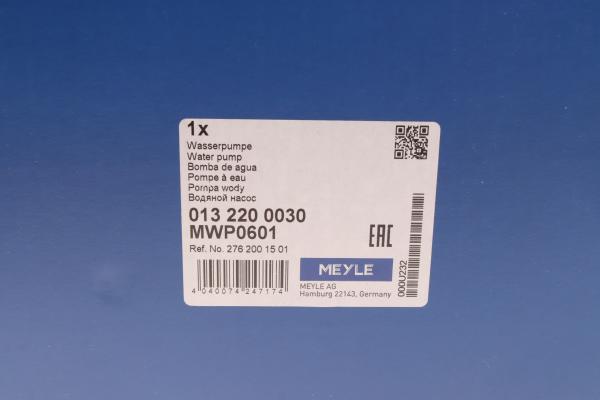 1x
Wasserpumpe
Water pump
Bomba de agua
Pompe à eau
Pompa wody
Водяной насос
013 220 0030
MWP0601
Ref. No. 276 200 15 01
4 040074 247174
EAC
MEYLE
MEYLE AG
Hamburg 22143, Germany
000U232